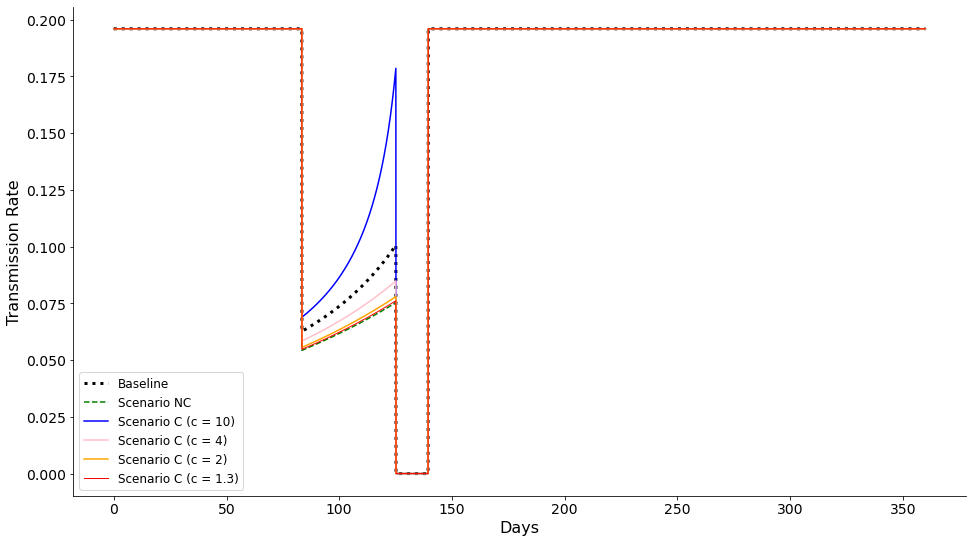 0.200
0.175
0.150
0.125
0.100
0.075
0.050
0.025
0.000
Transmission Rate
Baseline
Scenario NC
Scenario C (c = 10)
Scenario C (c = 4)
Scenario C (c = 2)
Scenario C (c = 1.3)
0 50 100 150 200 250 300 350
Days